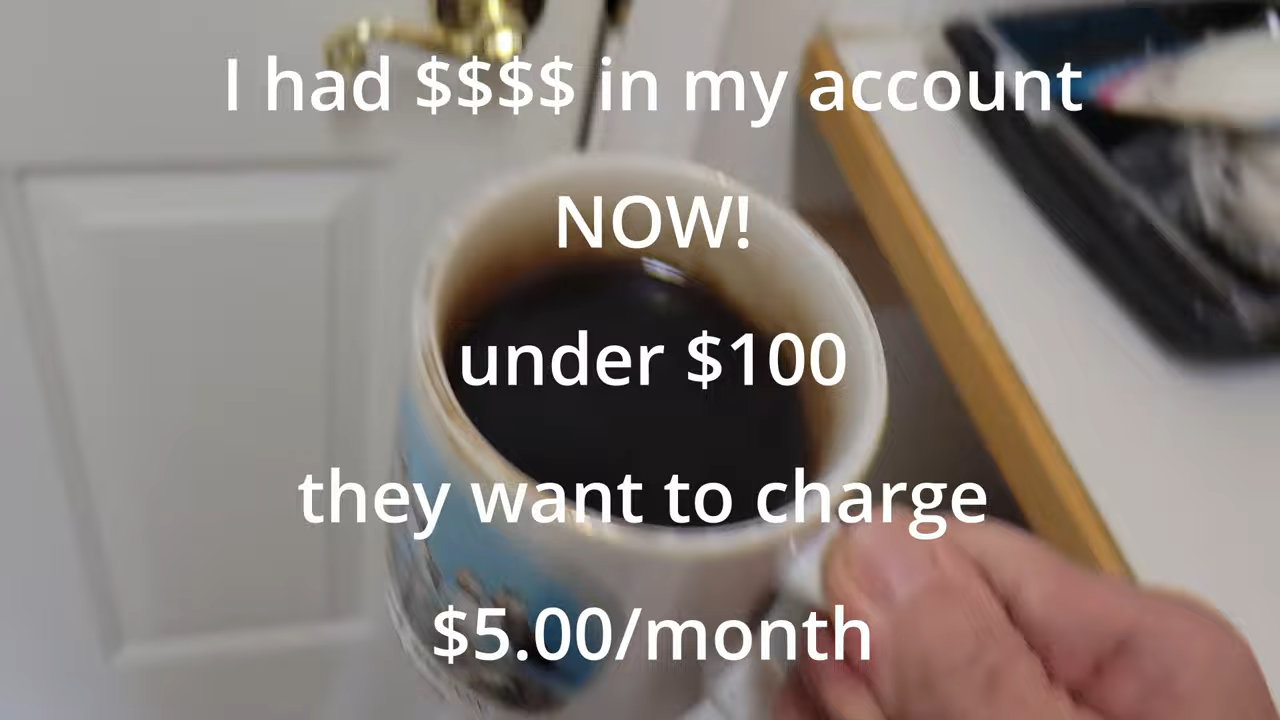 I had $$$$ in my account
NOW!
under $100
they want to charge
$5.00/month